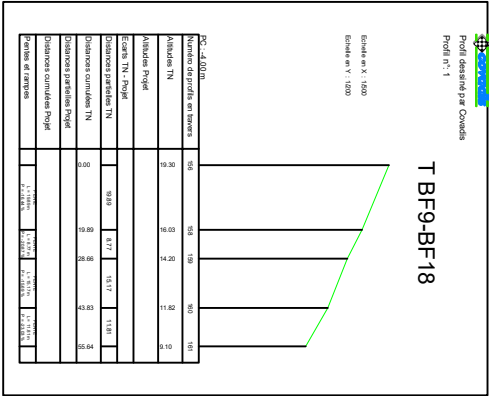 COVADIS
Profil dessiné par Covadis
Profil n°: 1
T BF9-BF18
Echelle en X : 1/500
Echelle en Y : 1/200
PC : -4.00 m
Numéro de profils en travers 156 158 159 160 161
Altitudes TN 19.30 16.03 14.20 11.82 9.10
Altitudes Projet
Ecarts TN - Projet
Distances partielles TN 19.89 8.77 15.17 11.81
Distances cumulées TN 0.00 19.89 28.66 43.83 55.64
Distances partielles Projet
Distances cumulées Projet
Pentes et rampes